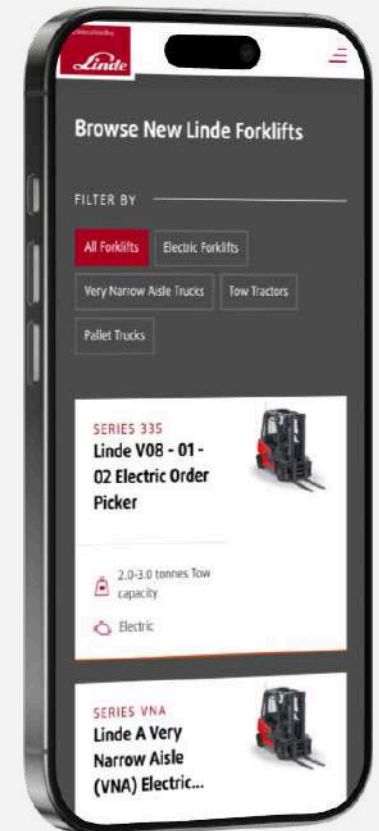 Linde
Browse New Linde Forklifts
FILTER BY
All Forklifts
Electric Forklifts
Very Narrow Aisle Trucks
Tow Tractors
Pallet Trucks
SERIES 335
Linde V08 - 01 -
02 Electric Order
Picker
2.0-3.0 tonnes Tow
capacity
Electric
SERIES VNA
Linde A Very
Narrow Aisle
(VNA) Electric...